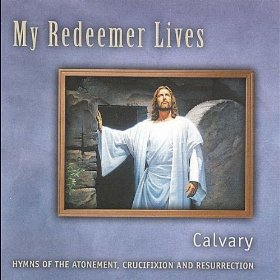 My Redeemer Lives
Calvary
HYMNS OF THE ATONEMENT, CRUCIFIXION AND RESURRECTION